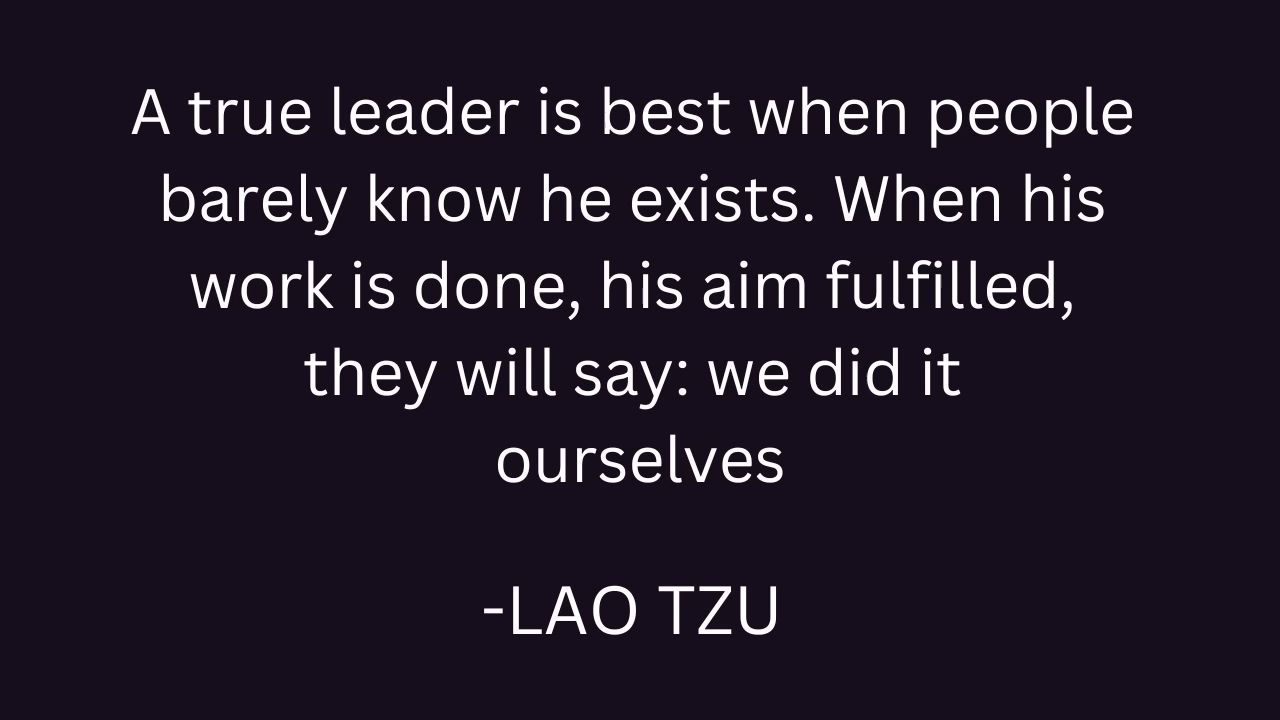 A true leader is best when people
barely know he exists. When his
work is done, his aim fulfilled,
they will say: we did it
ourselves
-LAO TZU